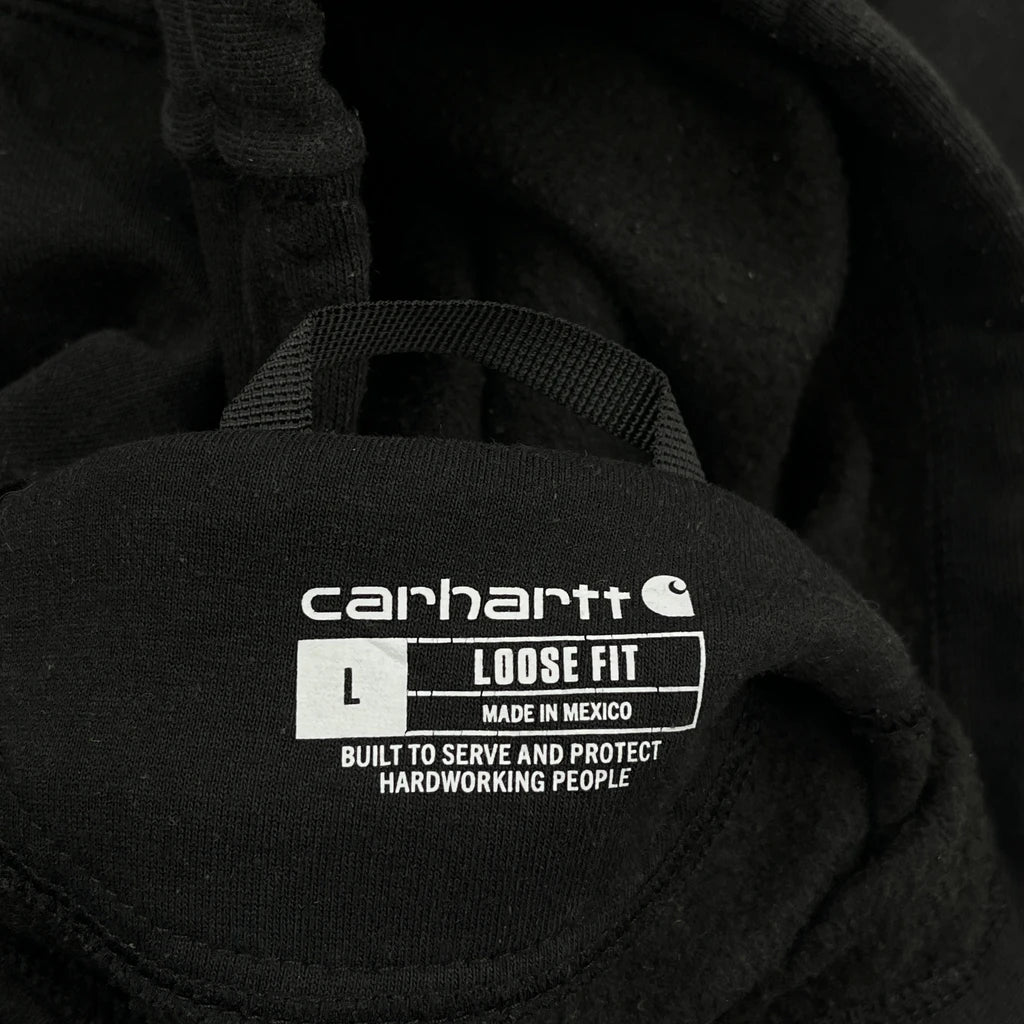 carhartt
L
LOOSE FIT
MADE IN MEXICO
BUILT TO SERVE AND PROTECT
HARDWORKING PEOPLE